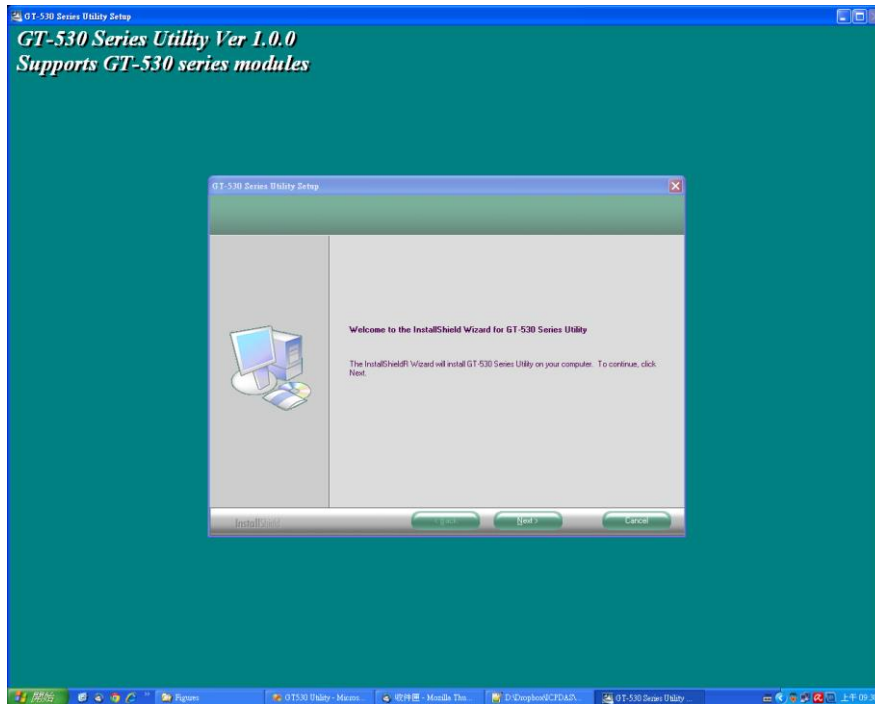 GT-530 Series Utility Setup
GT-530 Series Utility Ver 1.0.0
Supports GT-530 series modules
GT-530 Series Utility Setup
Welcome to the InstallShield Wizard for GT-530 Series Utility
The InstallShieldR Wizard will install GT-530 Series Utility on your computer. To continue, click
Next.
InstallShield
< Back
Next >
Cancel
開始
Figures
GT530 Utility - Micros...
收件匣 - Mozilla Thu...
D:\Dropbox\ICPDAS\...
GT-530 Series Utility ...
上午 09:3